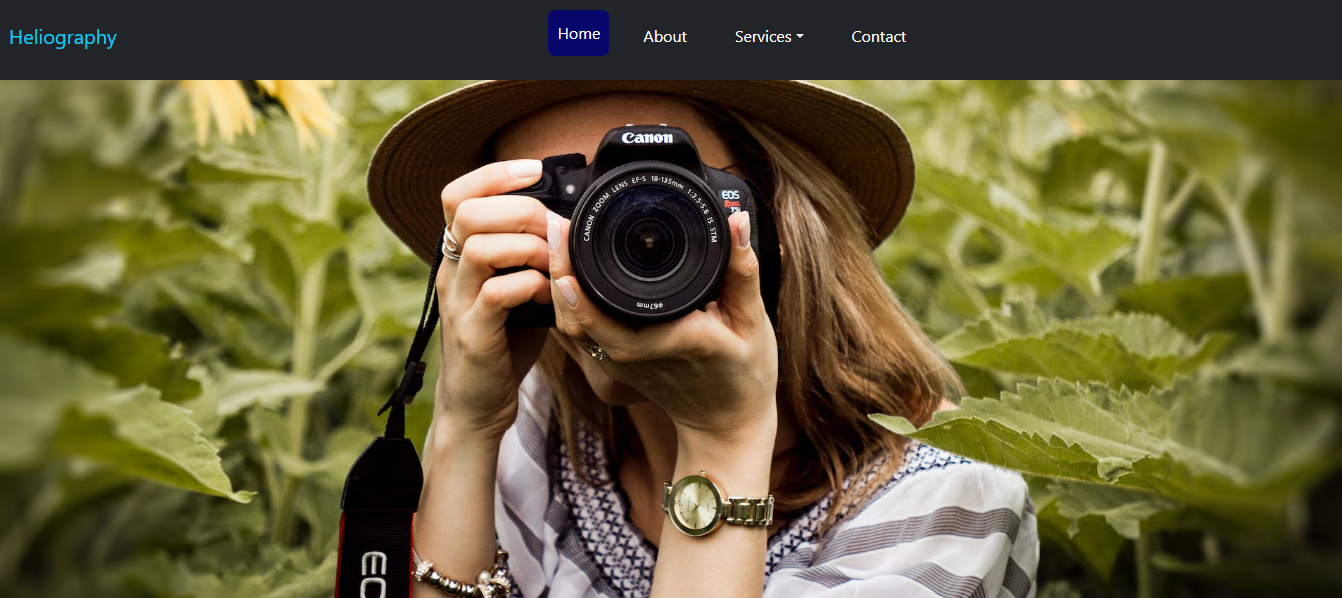 Heliography
Home
About
Services
Contact
Canon
EOS
CANON ZOOM LENS EF-S 18-135mm 1:3.5-5.6 IS STM
φ67mm